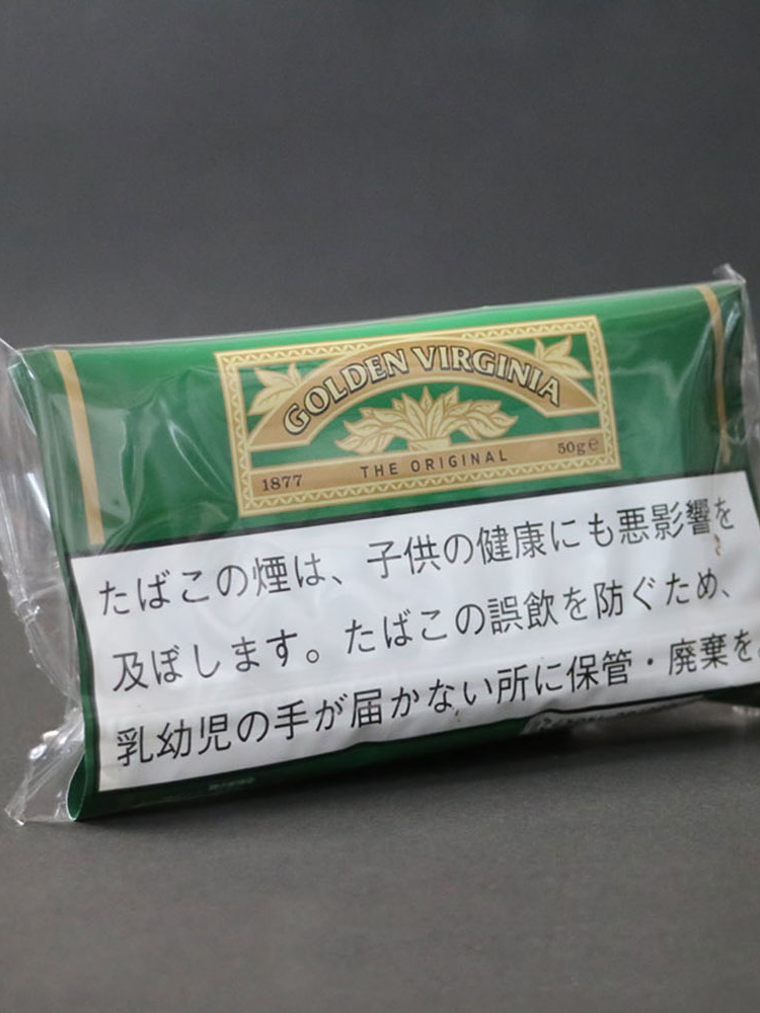 GOLDEN VIRGINIA
1877 THE ORIGINAL 50g℮
たばこの煙は、子供の健康にも悪影響を
及ぼします。たばこの誤飲を防ぐため、
乳幼児の手が届かない所に保管・廃棄を。